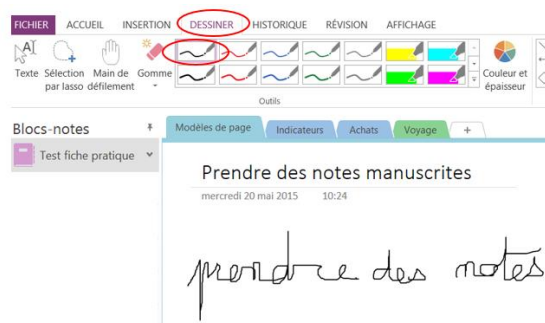 FICHIER ACCUEIL INSERTION DESSINER HISTORIQUE RÉVISION AFFICHAGE
Texte Sélection par lasso Main de défilement Gomme Couleur et épaisseur
Outils
Blocs-notes
Modèles de page Indicateurs Achats Voyage +
Test fiche pratique
Prendre des notes manuscrites
mercredi 20 mai 2015 10:24
prendre des notes